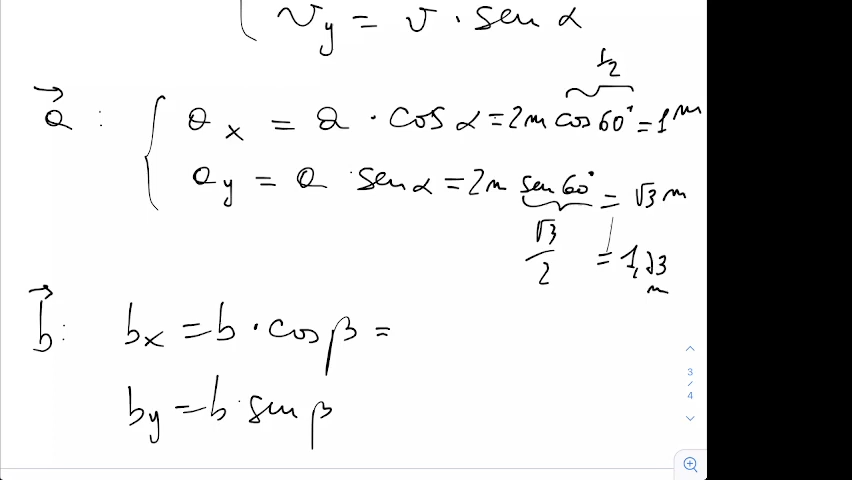 v_y = v · sen α
1/2
a⃗ : { a_x = a · cos α = 2m cos 60° = 1 m
a_y = a · sen α = 2m sen 60° = √3 m
√3/2 = 1,73 m
b⃗ : b_x = b · cos β =
b_y = b · sen β
3
/
4